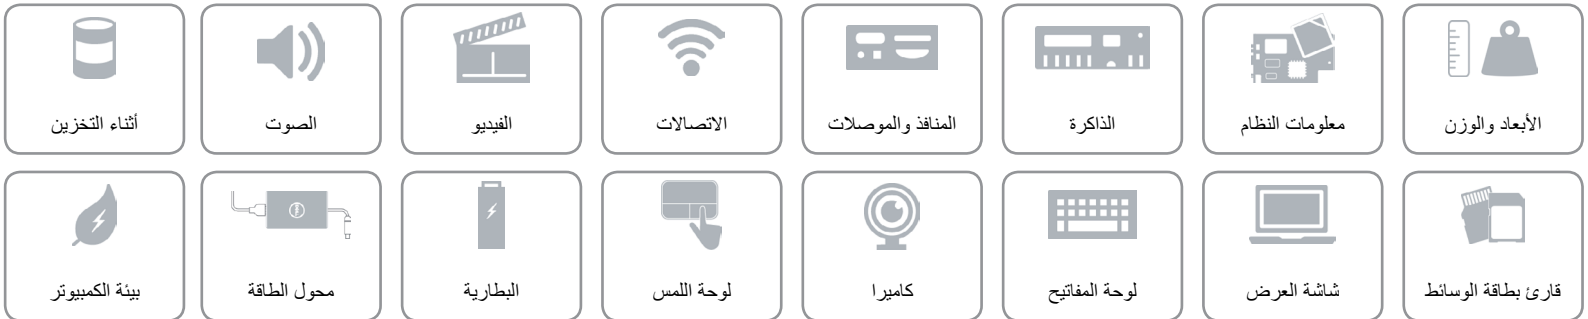 الأبعاد والوزن
معلومات النظام
الذاكرة
المنافذ والموصلات
الاتصالات
الفيديو
الصوت
أثناء التخزين
قارئ بطاقة الوسائط
شاشة العرض
لوحة المفاتيح
كاميرا
لوحة اللمس
البطارية
محول الطاقة
بيئة الكمبيوتر